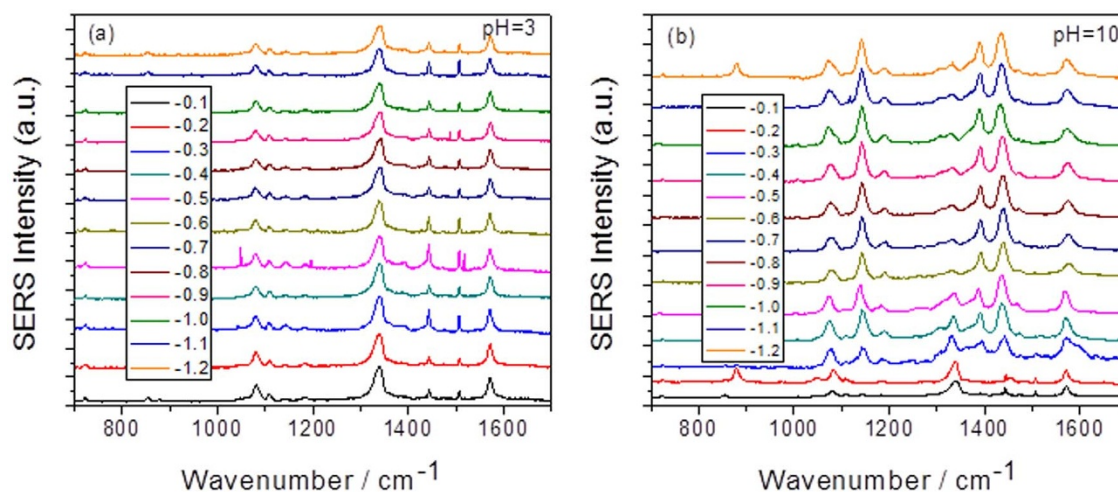 (a)
pH=3
SERS Intensity (a.u.)
-0.1
-0.2
-0.3
-0.4
-0.5
-0.6
-0.7
-0.8
-0.9
-1.0
-1.1
-1.2
800 1000 1200 1400 1600
Wavenumber / cm⁻¹
(b)
pH=10
SERS Intensity (a.u.)
-0.1
-0.2
-0.3
-0.4
-0.5
-0.6
-0.7
-0.8
-0.9
-1.0
-1.1
-1.2
800 1000 1200 1400 1600
Wavenumber / cm⁻¹